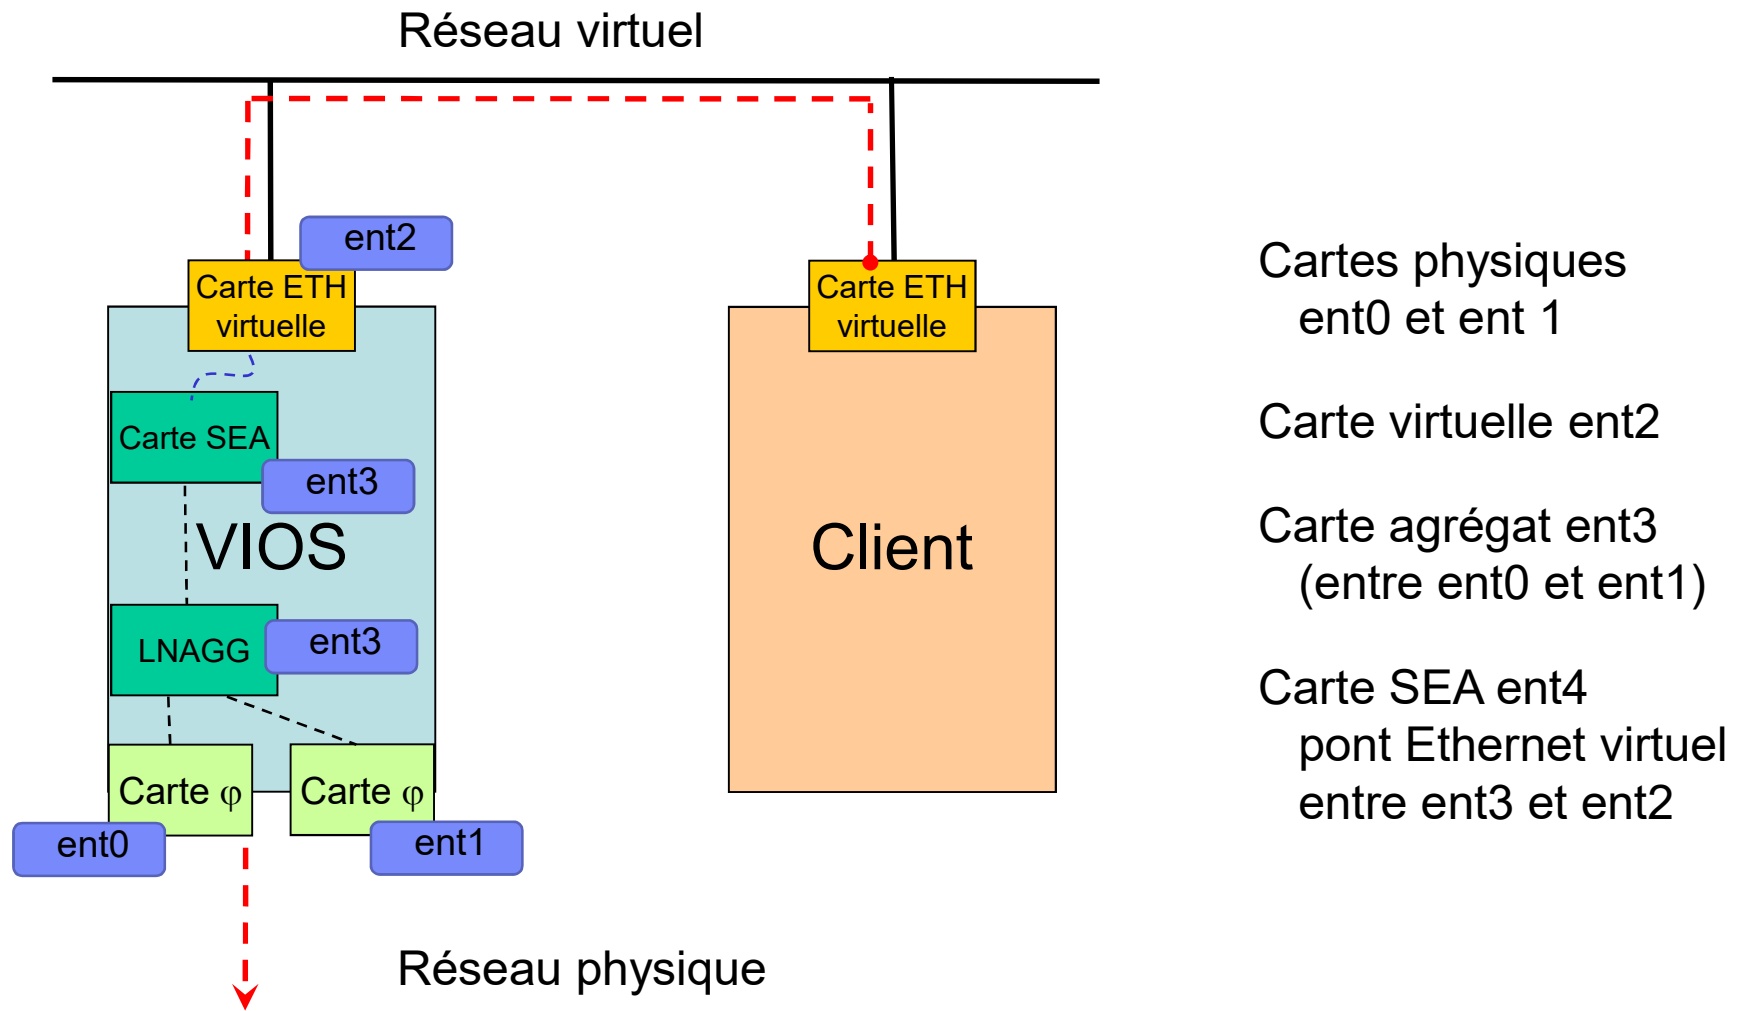 Réseau virtuel
ent2
Carte ETH
virtuelle
Carte SEA
ent3
VIOS
LNAGG
ent3
Carte φ
Carte φ
ent0
ent1
Carte ETH
virtuelle
Client
Réseau physique
Cartes physiques
ent0 et ent 1
Carte virtuelle ent2
Carte agrégat ent3
(entre ent0 et ent1)
Carte SEA ent4
pont Ethernet virtuel
entre ent3 et ent2